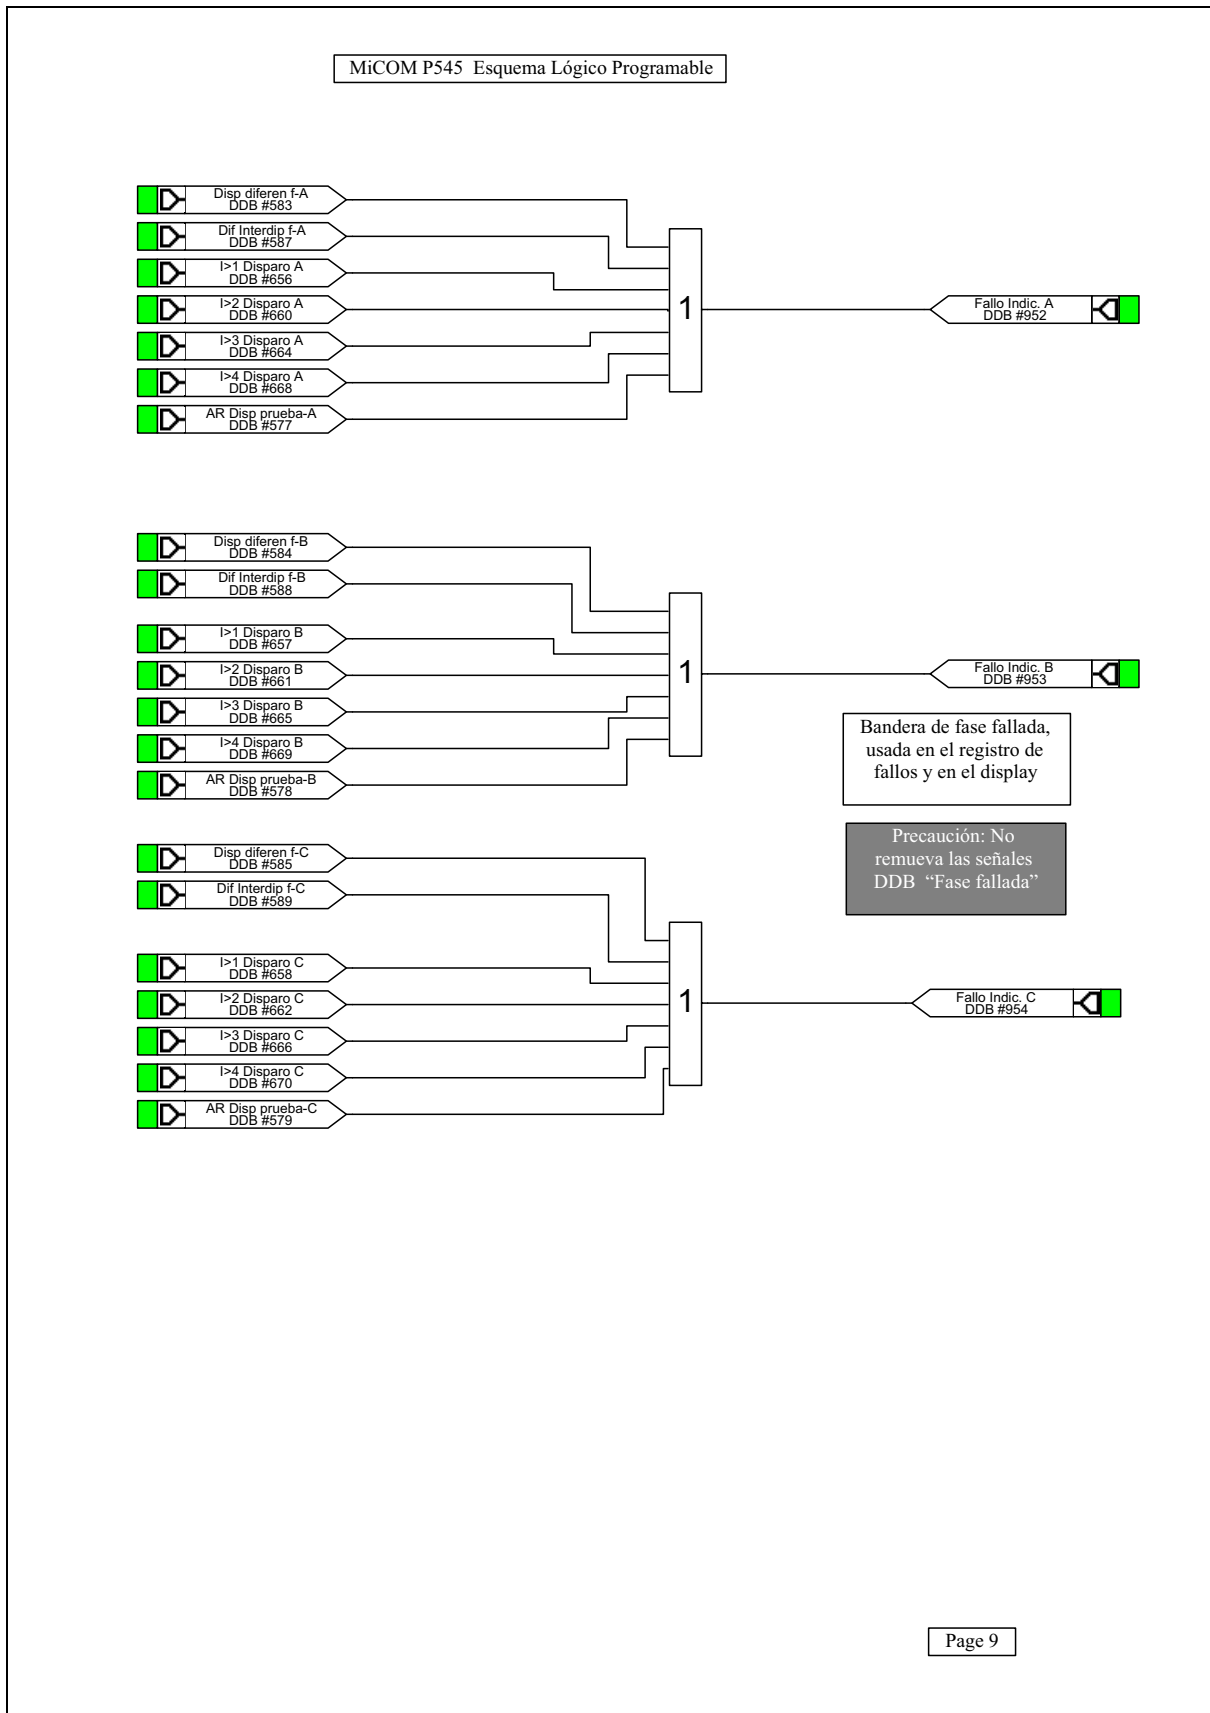 MiCOM P545 Esquema Lógico Programable
Disp diferen f-A
DDB #583
Dif Interdip f-A
DDB #587
I>1 Disparo A
DDB #656
I>2 Disparo A
DDB #660
I>3 Disparo A
DDB #664
I>4 Disparo A
DDB #668
AR Disp prueba-A
DDB #577
1
Fallo Indic. A
DDB #952
Disp diferen f-B
DDB #584
Dif Interdip f-B
DDB #588
I>1 Disparo B
DDB #657
I>2 Disparo B
DDB #661
I>3 Disparo B
DDB #665
I>4 Disparo B
DDB #669
AR Disp prueba-B
DDB #578
1
Fallo Indic. B
DDB #953
Bandera de fase fallada,
usada en el registro de
fallos y en el display
Precaución: No
remueva las señales
DDB “Fase fallada”
Disp diferen f-C
DDB #585
Dif Interdip f-C
DDB #589
I>1 Disparo C
DDB #658
I>2 Disparo C
DDB #662
I>3 Disparo C
DDB #666
I>4 Disparo C
DDB #670
AR Disp prueba-C
DDB #579
1
Fallo Indic. C
DDB #954
Page 9